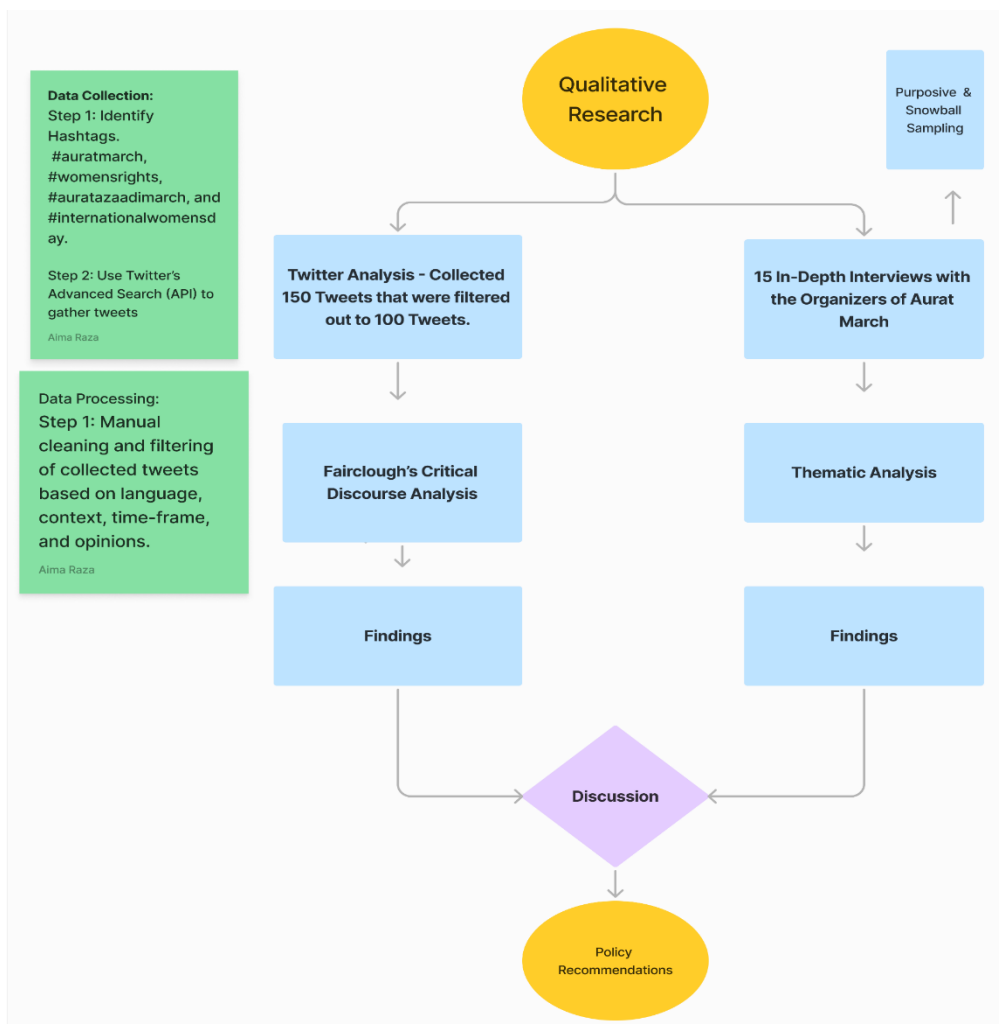 Qualitative
Research
Data Collection:
Step 1: Identify
Hashtags.
#auratmarch,
#womensrights,
#auratazaadimarch, and
#internationalwomensd
ay.
Step 2: Use Twitter's
Advanced Search (API) to
gather tweets
Aima Raza
Purposive &
Snowball
Sampling
Twitter Analysis - Collected
150 Tweets that were filtered
out to 100 Tweets.
15 In-Depth Interviews with
the Organizers of Aurat
March
Data Processing:
Step 1: Manual
cleaning and filtering
of collected tweets
based on language,
context, time-frame,
and opinions.
Aima Raza
Fairclough's Critical
Discourse Analysis
Thematic Analysis
Findings
Findings
Discussion
Policy
Recommendations